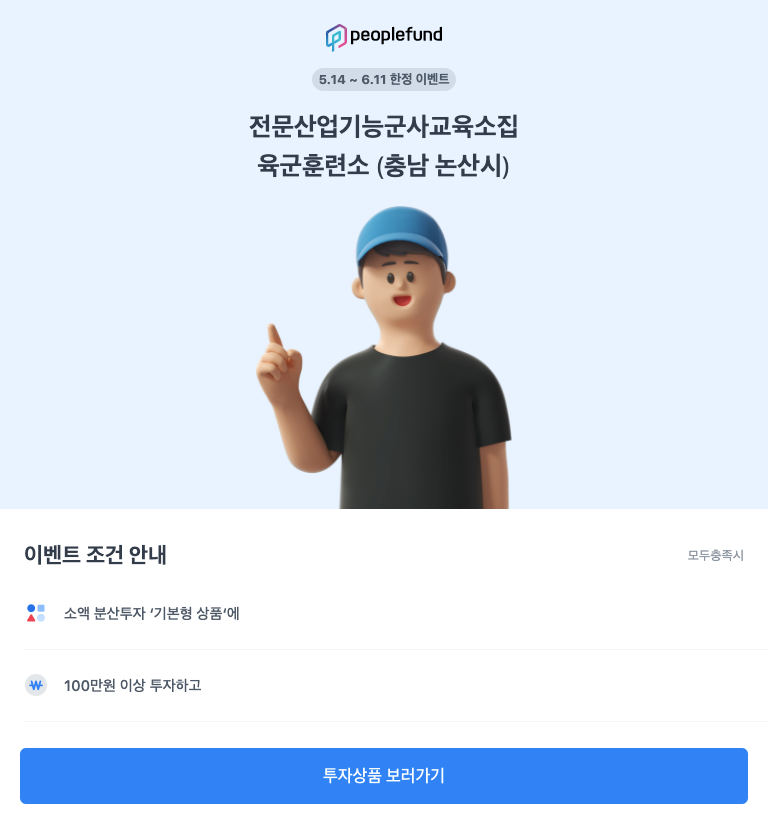 peoplefund
5.14 ~ 6.11 한정 이벤트
전문산업기능군사교육소집
육군훈련소 (충남 논산시)
이벤트 조건 안내
모두충족시
소액 분산투자 ‘기본형 상품’에
100만원 이상 투자하고
투자상품 보러가기